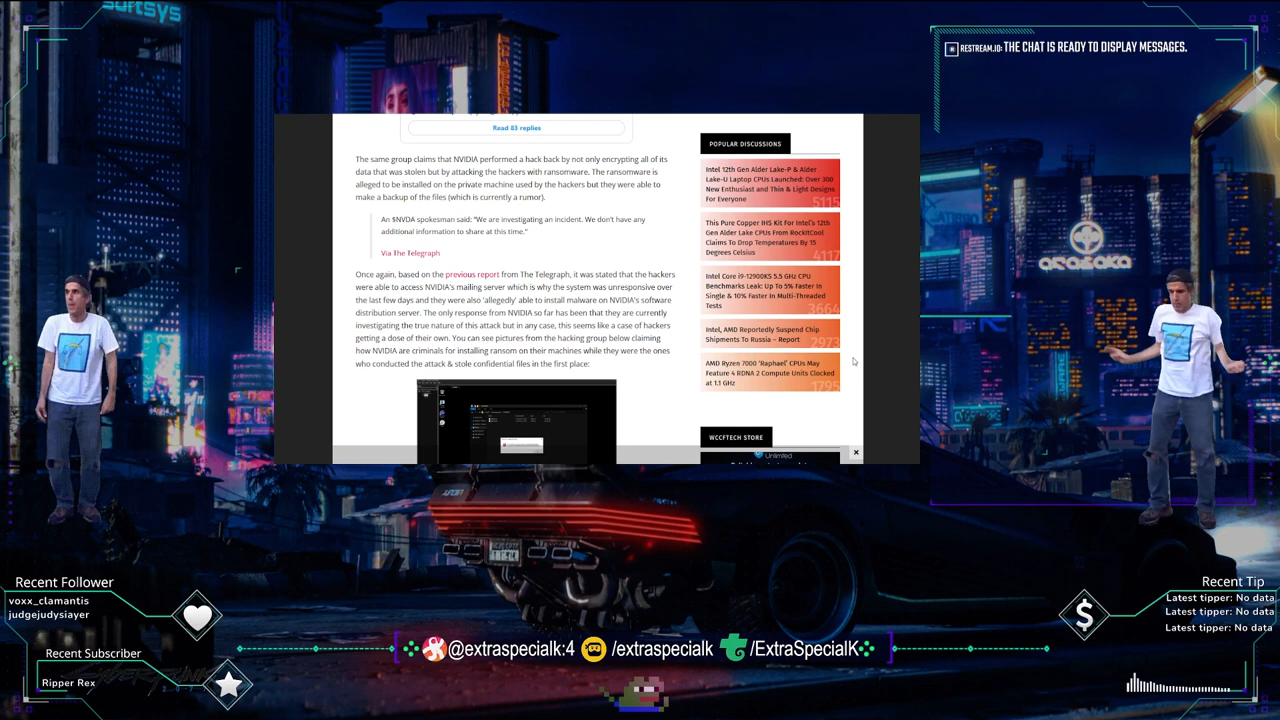 softsys
RESTREAM.IO: THE CHAT IS READY TO DISPLAY MESSAGES.
Read 83 replies
The same group claims that NVIDIA performed a hack back by not only encrypting all of its
data that was stolen but by attacking the hackers with ransomware. The ransomware is
alleged to be installed on the private machine used by the hackers but they were able to
make a backup of the files (which is currently a rumor).
An $NVDA spokesman said: "We are investigating an incident. We don't have any
additional information to share at this time."
Via The Telegraph
Once again, based on the previous report from The Telegraph, it was stated that the hackers
were able to access NVIDIA's mailing server which is why the system was unresponsive over
the last few days and they were also 'allegedly' able to install malware on NVIDIA's software
distribution server. The only response from NVIDIA so far has been that they are currently
investigating the true nature of this attack but in any case, this seems like a case of hackers
getting a dose of their own. You can see pictures from the hacking group below claiming
how NVIDIA are criminals for installing ransom on their machines while they were the ones
who conducted the attack & stole confidential files in the first place:
POPULAR DISCUSSIONS
Intel 12th Gen Alder Lake-P & Alder
Lake-U Laptop CPUs Launched: Over 300
New Enthusiast and Thin & Light Designs
For Everyone
5115
This Pure Copper IHS Kit For Intel's 12th
Gen Alder Lake CPUs From RockItCool
Claims To Drop Temperatures By 15
Degrees Celsius
4117
Intel Core i9-12900KS 5.5 GHz CPU
Benchmarks Leak: Up To 5% Faster In
Single & 10% Faster In Multi-Threaded
Tests
3664
Intel, AMD Reportedly Suspend Chip
Shipments To Russia – Report
2973
AMD Ryzen 7000 'Raphael' CPUs May
Feature 4 RDNA 2 Compute Units Clocked
at 1.1 GHz
1795
WCCFTECH STORE
Unlimited
arasaka
Recent Follower
voxx_clamantis
judgejudysiayer
Recent Subscriber
Ripper Rex
@extraspecialk:4
/extraspecialk
/ExtraSpecialK
Recent Tip
Latest tipper: No data
Latest tipper: No data
Latest tipper: No data